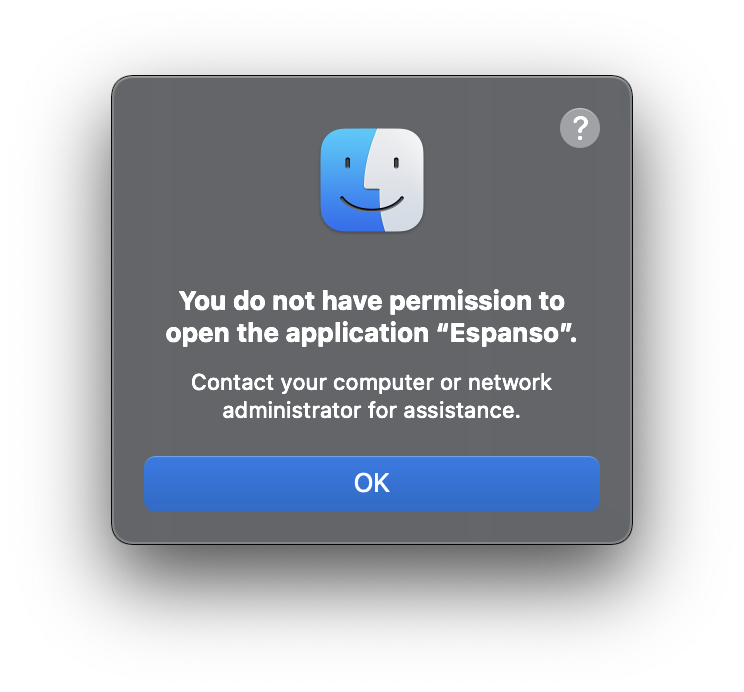 ?
You do not have permission to
open the application “Espanso”.
Contact your computer or network
administrator for assistance.
OK